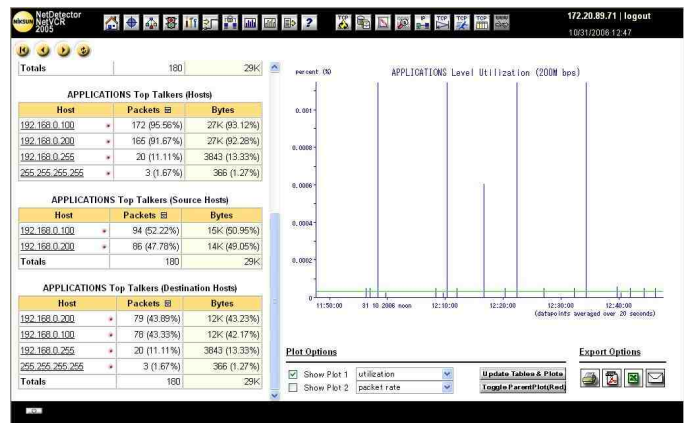 NIKSUN NetDetector
NetVCR
2005
TCP
TCP
IP
TCP
TCP
TCP
172.20.89.71 | logout
10/31/2006 12:47
Totals 180 29K
APPLICATIONS Top Talkers (Hosts)
Host Packets Bytes
192.168.0.100 172 (95.56%) 27K (93.12%)
192.168.0.200 165 (91.67%) 27K (92.28%)
192.168.0.255 20 (11.11%) 3843 (13.33%)
255.255.255.255 3 (1.67%) 366 (1.27%)
APPLICATIONS Top Talkers (Source Hosts)
Host Packets Bytes
192.168.0.100 94 (52.22%) 15K (50.95%)
192.168.0.200 86 (47.78%) 14K (49.05%)
Totals 180 29K
APPLICATIONS Top Talkers (Destination Hosts)
Host Packets Bytes
192.168.0.200 79 (43.89%) 12K (43.23%)
192.168.0.100 78 (43.33%) 12K (42.17%)
192.168.0.255 20 (11.11%) 3843 (13.33%)
255.255.255.255 3 (1.67%) 366 (1.27%)
Totals 180 29K
percent (%) APPLICATIONS Level Utilization (200M bps)
0.001
0.0008
0.0006
0.0004
0.0002
0
11:50:00 31 10 2006 noon 12:10:00 12:20:00 12:30:00 12:40:00
(datapoints averaged over 20 seconds)
Plot Options
Show Plot 1 utilization Update Tables & Plots
Show Plot 2 packet rate Toggle ParentPlot(Red)
Export Options